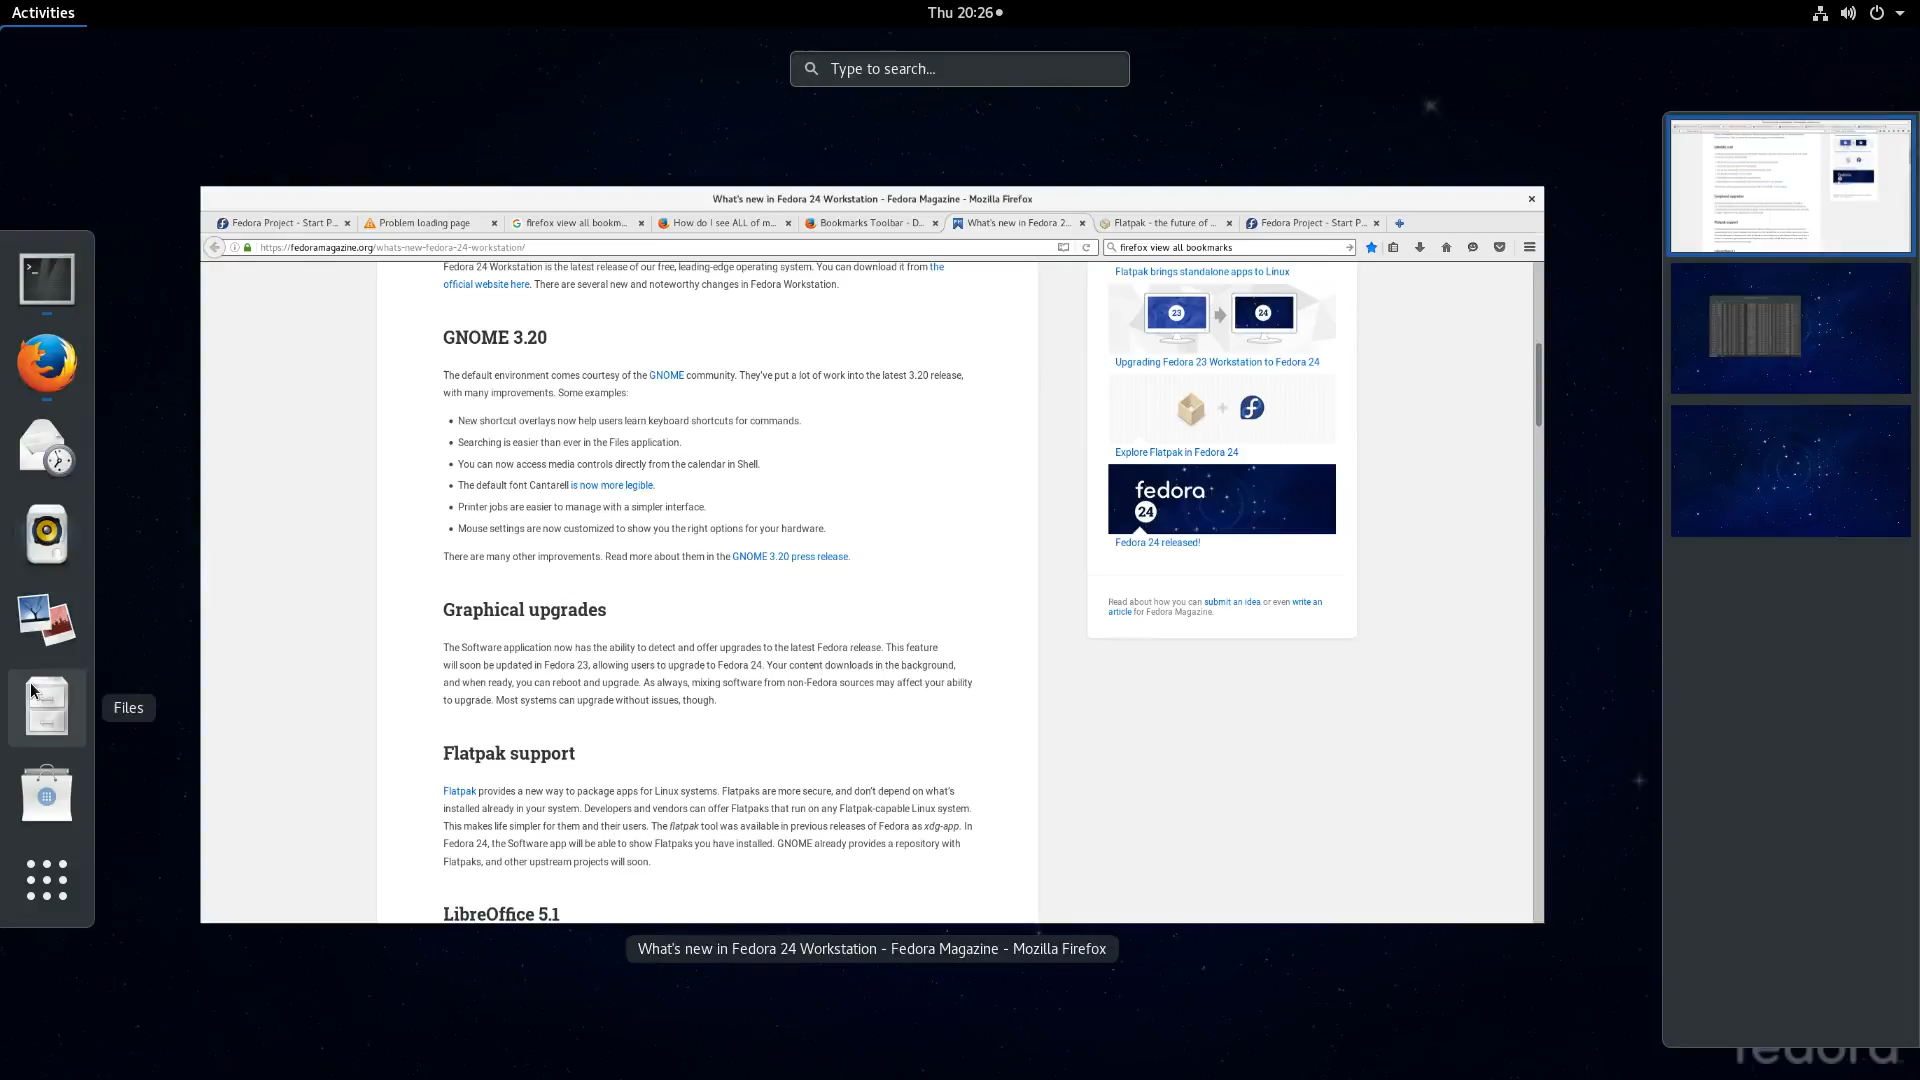 Activities
Thu 20:26
Type to search...
What's new in Fedora 24 Workstation - Fedora Magazine - Mozilla Firefox
Fedora Project - Start P...
Problem loading page
firefox view all bookm...
How do I see ALL of m...
Bookmarks Toolbar - D...
What's new in Fedora 2...
Flatpak - the future of ...
Fedora Project - Start P...
https://fedoramagazine.org/whats-new-fedora-24-workstation/
firefox view all bookmarks
Fedora 24 Workstation is the latest release of our free, leading-edge operating system. You can download it from the
official website here. There are several new and noteworthy changes in Fedora Workstation.
GNOME 3.20
The default environment comes courtesy of the GNOME community. They've put a lot of work into the latest 3.20 release,
with many improvements. Some examples:
• New shortcut overlays now help users learn keyboard shortcuts for commands.
• Searching is easier than ever in the Files application.
• You can now access media controls directly from the calendar in Shell.
• The default font Cantarell is now more legible.
• Printer jobs are easier to manage with a simpler interface.
• Mouse settings are now customized to show you the right options for your hardware.
There are many other improvements. Read more about them in the GNOME 3.20 press release.
Graphical upgrades
The Software application now has the ability to detect and offer upgrades to the latest Fedora release. This feature
will soon be updated in Fedora 23, allowing users to upgrade to Fedora 24. Your content downloads in the background,
and when ready, you can reboot and upgrade. As always, mixing software from non-Fedora sources may affect your ability
to upgrade. Most systems can upgrade without issues, though.
Flatpak support
Flatpak provides a new way to package apps for Linux systems. Flatpaks are more secure, and don't depend on what's
installed already in your system. Developers and vendors can offer Flatpaks that run on any Flatpak-capable Linux system.
This makes life simpler for them and their users. The flatpak tool was available in previous releases of Fedora as xdg-app. In
Fedora 24, the Software app will be able to show Flatpaks you have installed. GNOME already provides a repository with
Flatpaks, and other upstream projects will soon.
LibreOffice 5.1
Flatpak brings standalone apps to Linux
23
24
Upgrading Fedora 23 Workstation to Fedora 24
Explore Flatpak in Fedora 24
fedora
24
Fedora 24 released!
Read about how you can submit an idea or even write an
article for Fedora Magazine.
Files
What's new in Fedora 24 Workstation - Fedora Magazine - Mozilla Firefox
fedora